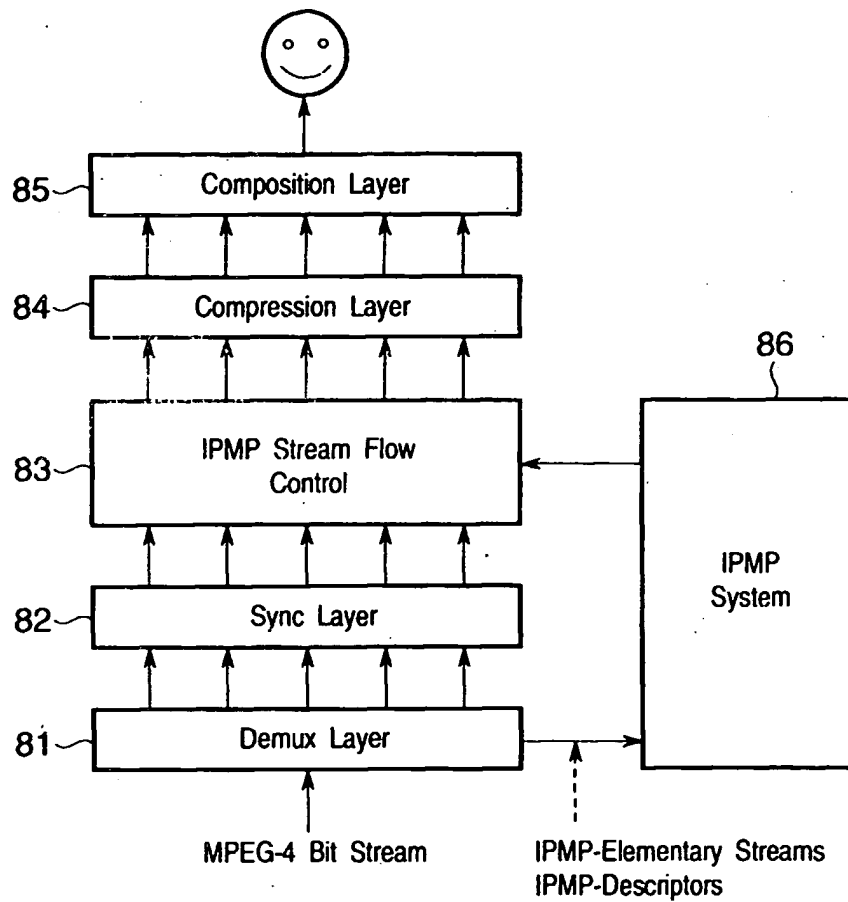 85
Composition Layer
84
Compression Layer
86
83
IPMP Stream Flow
Control
IPMP
System
82
Sync Layer
81
Demux Layer
MPEG-4 Bit Stream
IPMP-Elementary Streams
IPMP-Descriptors